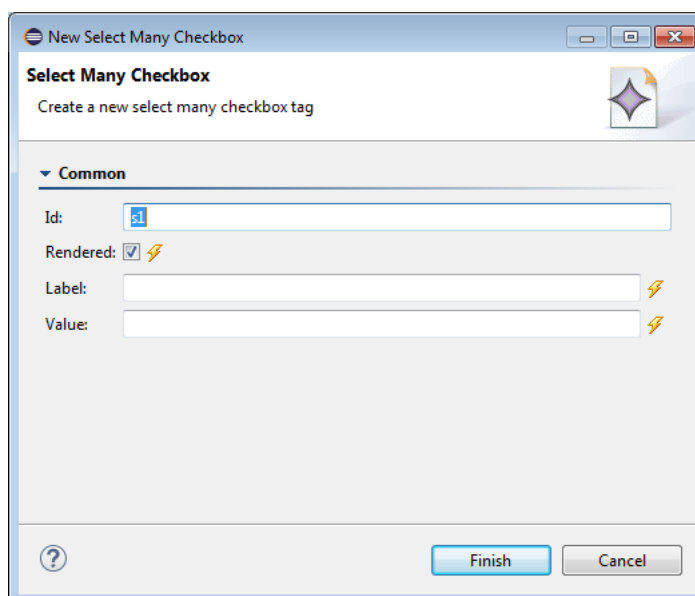 New Select Many Checkbox
Select Many Checkbox
Create a new select many checkbox tag
Common
Id: s1
Rendered:
Label:
Value:
?
Finish Cancel